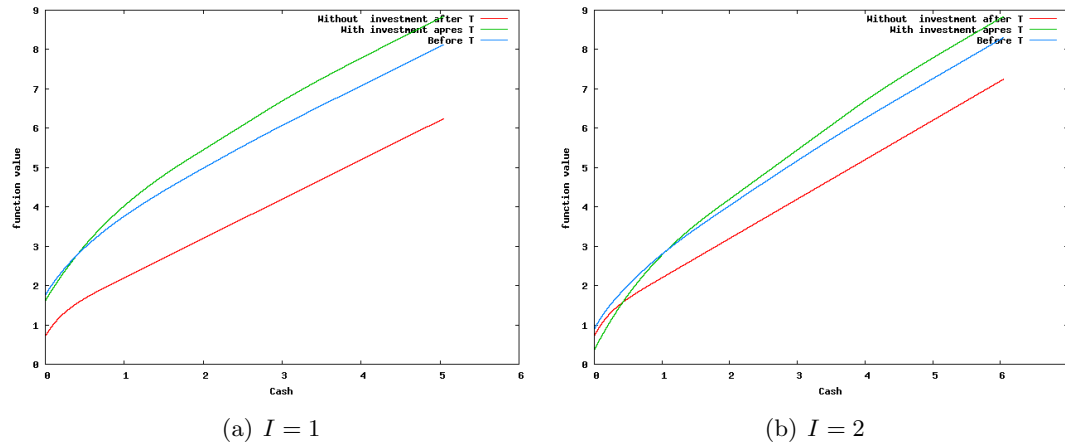 9
8
7
6
5
4
3
2
1
0
function value
Without  investment after T
With investment apres T
Before T
0 1 2 3 4 5 6
Cash
(a) I = 1
9
8
7
6
5
4
3
2
1
0
function value
Without  investment after T
With investment apres T
Before T
0 1 2 3 4 5 6
Cash
(b) I = 2